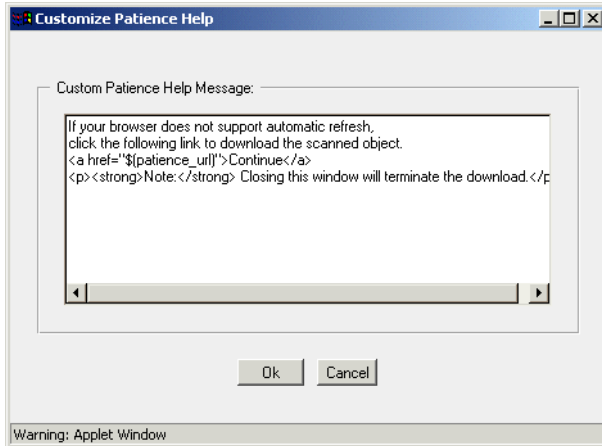 Customize Patience Help
Custom Patience Help Message:
If your browser does not support automatic refresh,
click the following link to download the scanned object.
<a href="$(patience_url)">Continue</a>
<p><strong>Note:</strong> Closing this window will terminate the download.</p
Ok
Cancel
Warning: Applet Window